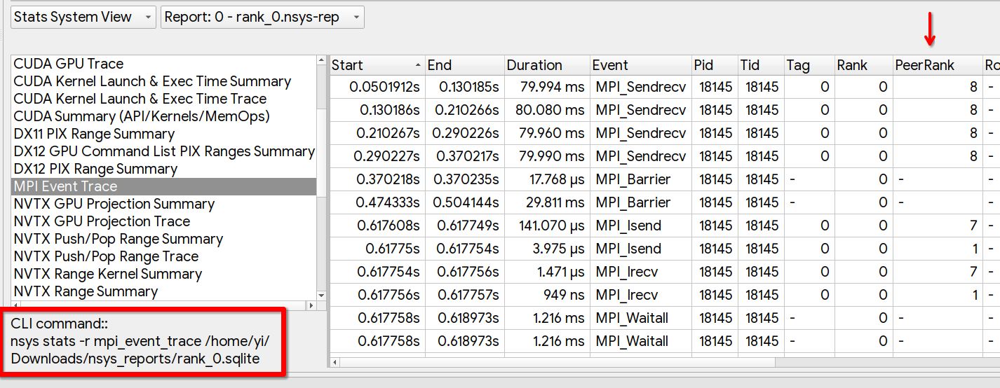 Stats System View Report: 0 - rank_0.nsys-rep
CUDA GPU Trace
CUDA Kernel Launch & Exec Time Summary
CUDA Kernel Launch & Exec Time Trace
CUDA Summary (API/Kernels/MemOps)
DX11 PIX Range Summary
DX12 GPU Command List PIX Ranges Summary
DX12 PIX Range Summary
MPI Event Trace
NVTX GPU Projection Summary
NVTX GPU Projection Trace
NVTX Push/Pop Range Summary
NVTX Push/Pop Range Trace
NVTX Range Kernel Summary
NVTX Range Summary
CLI command::
nsys stats -r mpi_event_trace /home/yi/
Downloads/nsys_reports/rank_0.sqlite
Start End Duration Event Pid Tid Tag Rank PeerRank Ro
0.0501912s 0.130185s 79.994 ms MPI_Sendrecv 18145 18145 0 0 8 -
0.130186s 0.210266s 80.080 ms MPI_Sendrecv 18145 18145 0 0 8 -
0.210267s 0.290226s 79.960 ms MPI_Sendrecv 18145 18145 0 0 8 -
0.290227s 0.370217s 79.990 ms MPI_Sendrecv 18145 18145 0 0 8 -
0.370218s 0.370235s 17.768 μs MPI_Barrier 18145 18145 - 0 - -
0.474333s 0.504144s 29.811 ms MPI_Barrier 18145 18145 - 0 - -
0.617608s 0.617749s 141.070 μs MPI_Isend 18145 18145 0 0 7 -
0.61775s 0.617754s 3.975 μs MPI_Isend 18145 18145 0 0 1 -
0.617754s 0.617756s 1.471 μs MPI_Irecv 18145 18145 0 0 7 -
0.617756s 0.617757s 949 ns MPI_Irecv 18145 18145 0 0 1 -
0.617758s 0.618973s 1.216 ms MPI_Waitall 18145 18145 - 0 - -
0.617758s 0.618973s 1.216 ms MPI_Waitall 18145 18145 - 0 - -